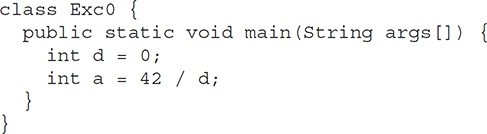 class Exc0 {
  public static void main(String args[]) {
    int d = 0;
    int a = 42 / d;
  }
}